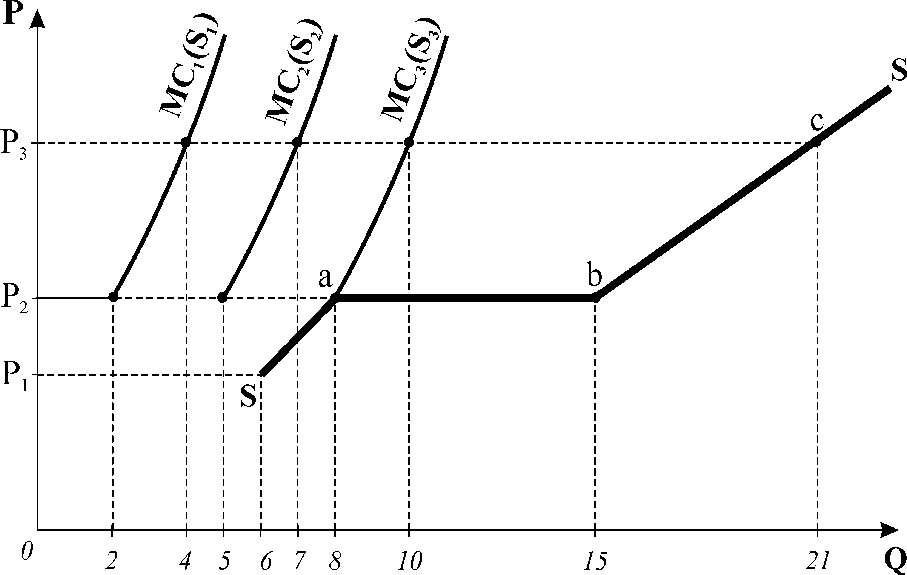 P
MC₁(S₁)
MC₂(S₂)
MC₃(S₃)
S
c
P₃
a
b
P₂
P₁
S
0
2
4
5
6
7
8
10
15
21
Q